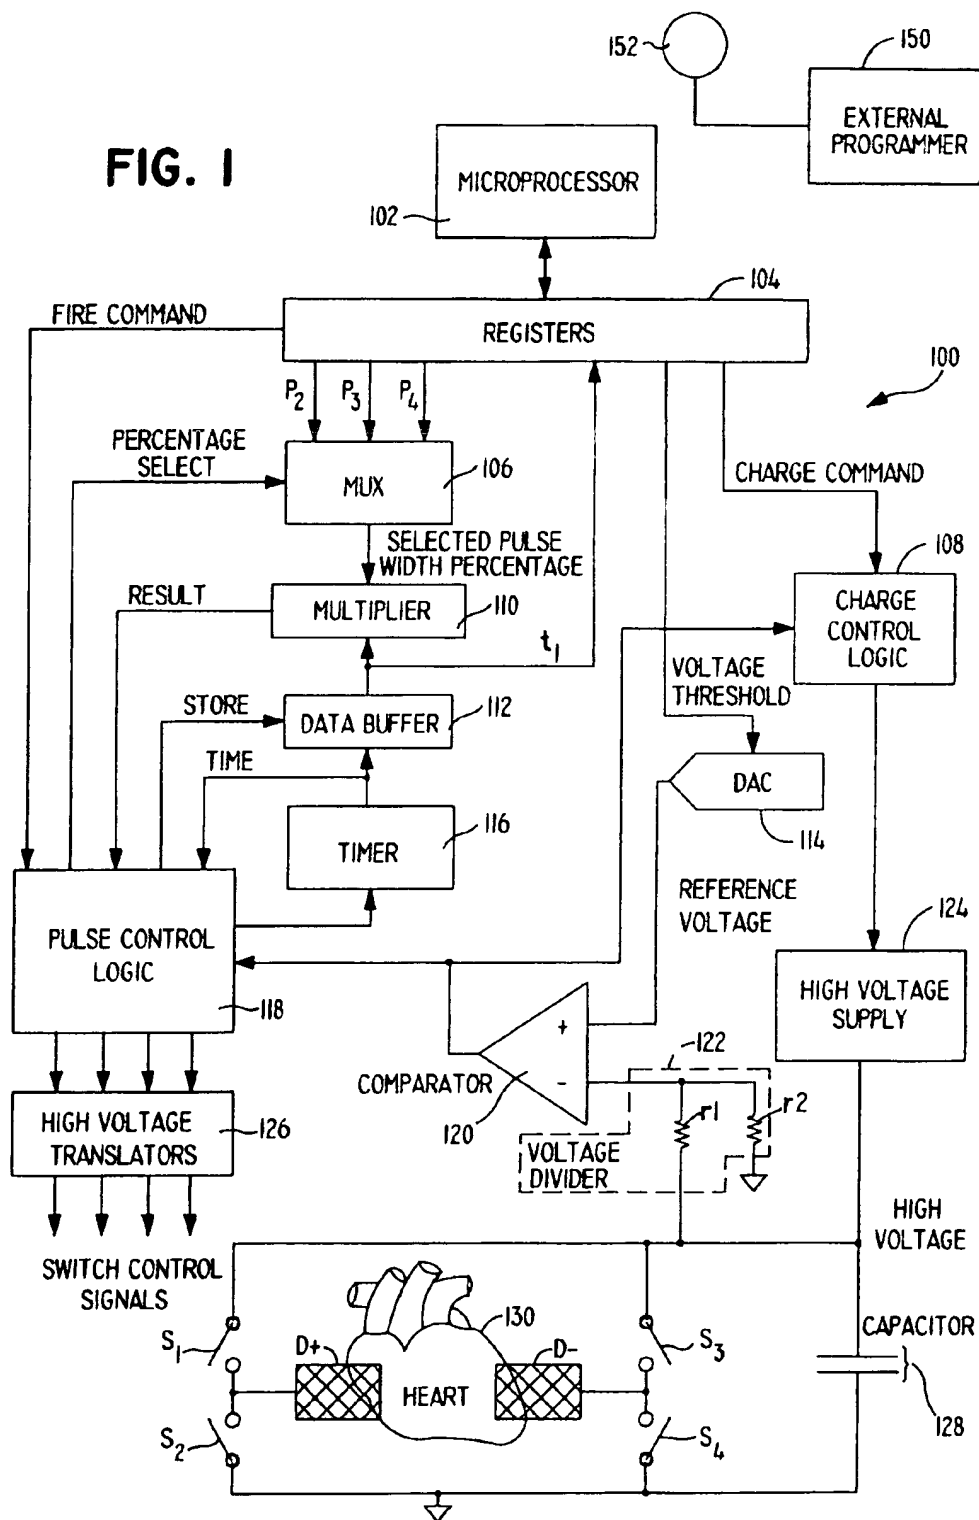 152
150
EXTERNAL
PROGRAMMER
FIG. 1
MICROPROCESSOR
102
104
FIRE COMMAND
REGISTERS
100
P2
P3
P4
PERCENTAGE
SELECT
MUX
106
CHARGE COMMAND
SELECTED PULSE
WIDTH PERCENTAGE
108
RESULT
MULTIPLIER
110
CHARGE
CONTROL
LOGIC
t1
VOLTAGE
THRESHOLD
STORE
DATA BUFFER
112
TIME
DAC
114
TIMER
116
REFERENCE
VOLTAGE
124
PULSE CONTROL
LOGIC
118
HIGH VOLTAGE
SUPPLY
+
-
122
COMPARATOR
120
r1
r2
HIGH VOLTAGE
TRANSLATORS
126
VOLTAGE
DIVIDER
HIGH
VOLTAGE
SWITCH CONTROL
SIGNALS
130
CAPACITOR
S1
D+
D-
S3
HEART
128
S2
S4